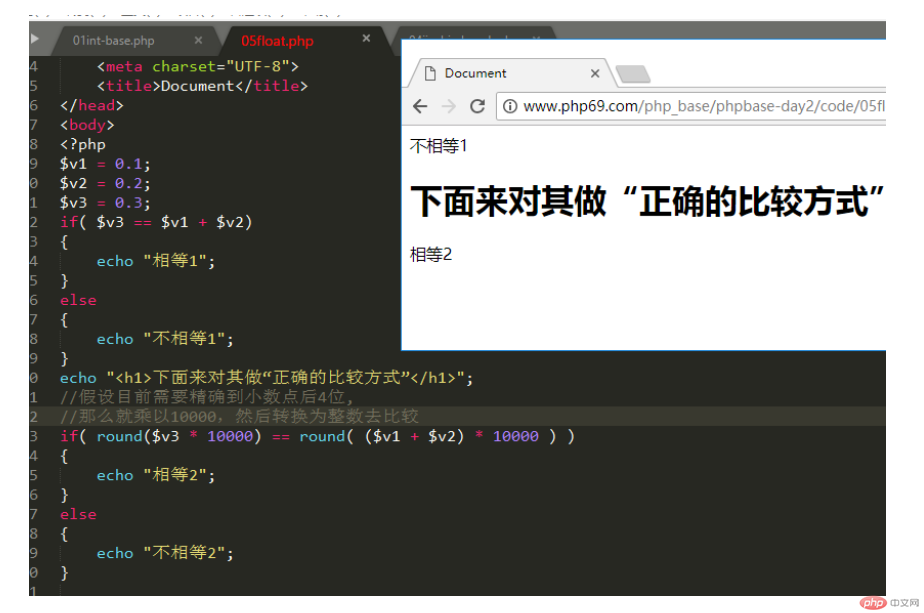 01int-base.php ×
05float.php ×
4 <meta charset="UTF-8">
5 <title>Document</title>
6 </head>
7 <body>
8 <?php
9 $v1 = 0.1;
0 $v2 = 0.2;
1 $v3 = 0.3;
2 if( $v3 == $v1 + $v2)
3 {
4 echo "相等1";
5 }
6 else
7 {
8 echo "不相等1";
9 }
0 echo "<h1>下面来对其做“正确的比较方式”</h1>";
1 //假设目前需要精确到小数点后4位,
2 //那么就乘以10000，然后转换为整数去比较
3 if( round($v3 * 10000) == round( ($v1 + $v2) * 10000 ) )
4 {
5 echo "相等2";
6 }
7 else
8 {
9 echo "不相等2";
0 }
1
Document ×
www.php69.com/php_base/phpbase-day2/code/05fl
不相等1
下面来对其做“正确的比较方式”
相等2
php 中文网